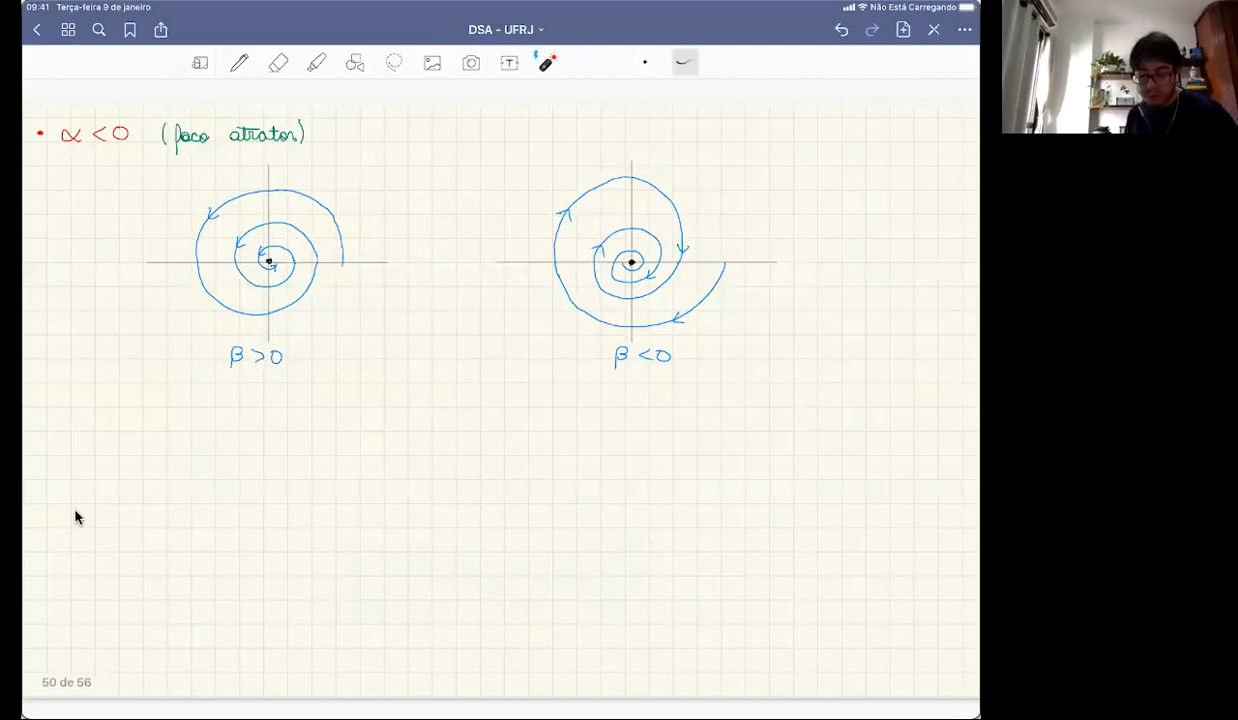 09:41 Terça-feira 9 de janeiro
Não Está Carregando
DSA - UFRJ
T
• α < 0 (foco atrator)
β > 0
β < 0
50 de 56